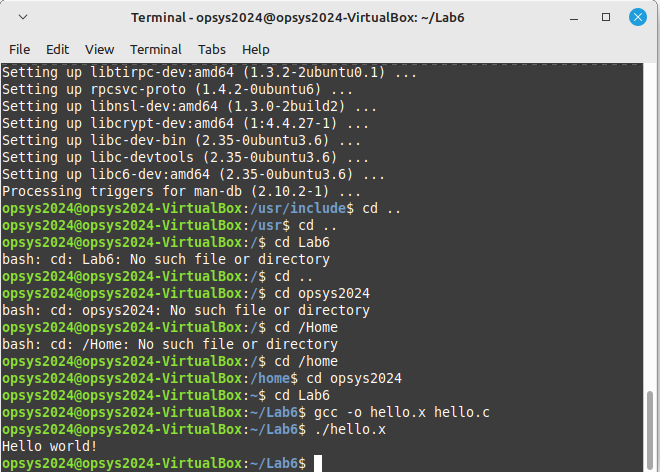 Terminal - opsys2024@opsys2024-VirtualBox: ~/Lab6
File Edit View Terminal Tabs Help
Setting up libtirpc-dev:amd64 (1.3.2-2ubuntu0.1) ...
Setting up rpcsvc-proto (1.4.2-0ubuntu6) ...
Setting up libnsl-dev:amd64 (1.3.0-2build2) ...
Setting up libcrypt-dev:amd64 (1:4.4.27-1) ...
Setting up libc-dev-bin (2.35-0ubuntu3.6) ...
Setting up libc-devtools (2.35-0ubuntu3.6) ...
Setting up libc6-dev:amd64 (2.35-0ubuntu3.6) ...
Processing triggers for man-db (2.10.2-1) ...
opsys2024@opsys2024-VirtualBox:/usr/include$ cd ..
opsys2024@opsys2024-VirtualBox:/usr$ cd ..
opsys2024@opsys2024-VirtualBox:/$ cd Lab6
bash: cd: Lab6: No such file or directory
opsys2024@opsys2024-VirtualBox:/$ cd ..
opsys2024@opsys2024-VirtualBox:/$ cd opsys2024
bash: cd: opsys2024: No such file or directory
opsys2024@opsys2024-VirtualBox:/$ cd /Home
bash: cd: /Home: No such file or directory
opsys2024@opsys2024-VirtualBox:/$ cd /home
opsys2024@opsys2024-VirtualBox:/home$ cd opsys2024
opsys2024@opsys2024-VirtualBox:~$ cd Lab6
opsys2024@opsys2024-VirtualBox:~/Lab6$ gcc -o hello.x hello.c
opsys2024@opsys2024-VirtualBox:~/Lab6$ ./hello.x
Hello world!
opsys2024@opsys2024-VirtualBox:~/Lab6$